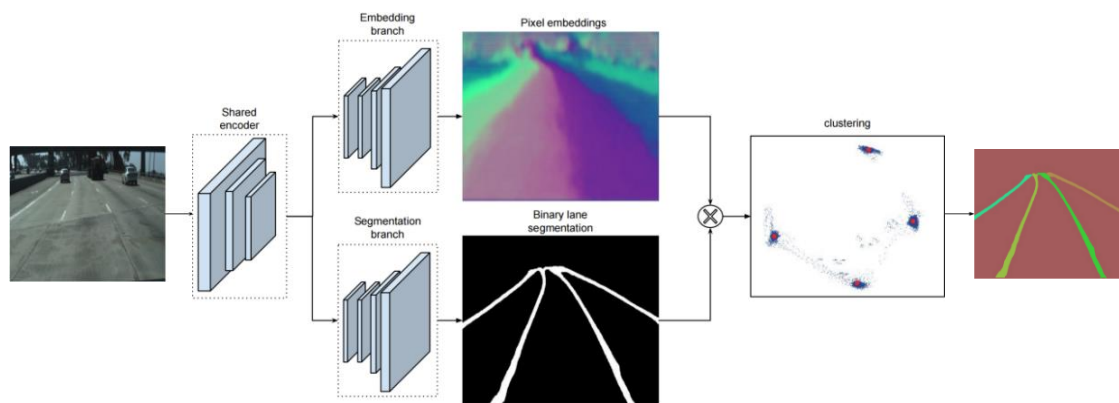 Embedding
branch
Pixel embeddings
Shared
encoder
clustering
Segmentation
branch
Binary lane
segmentation